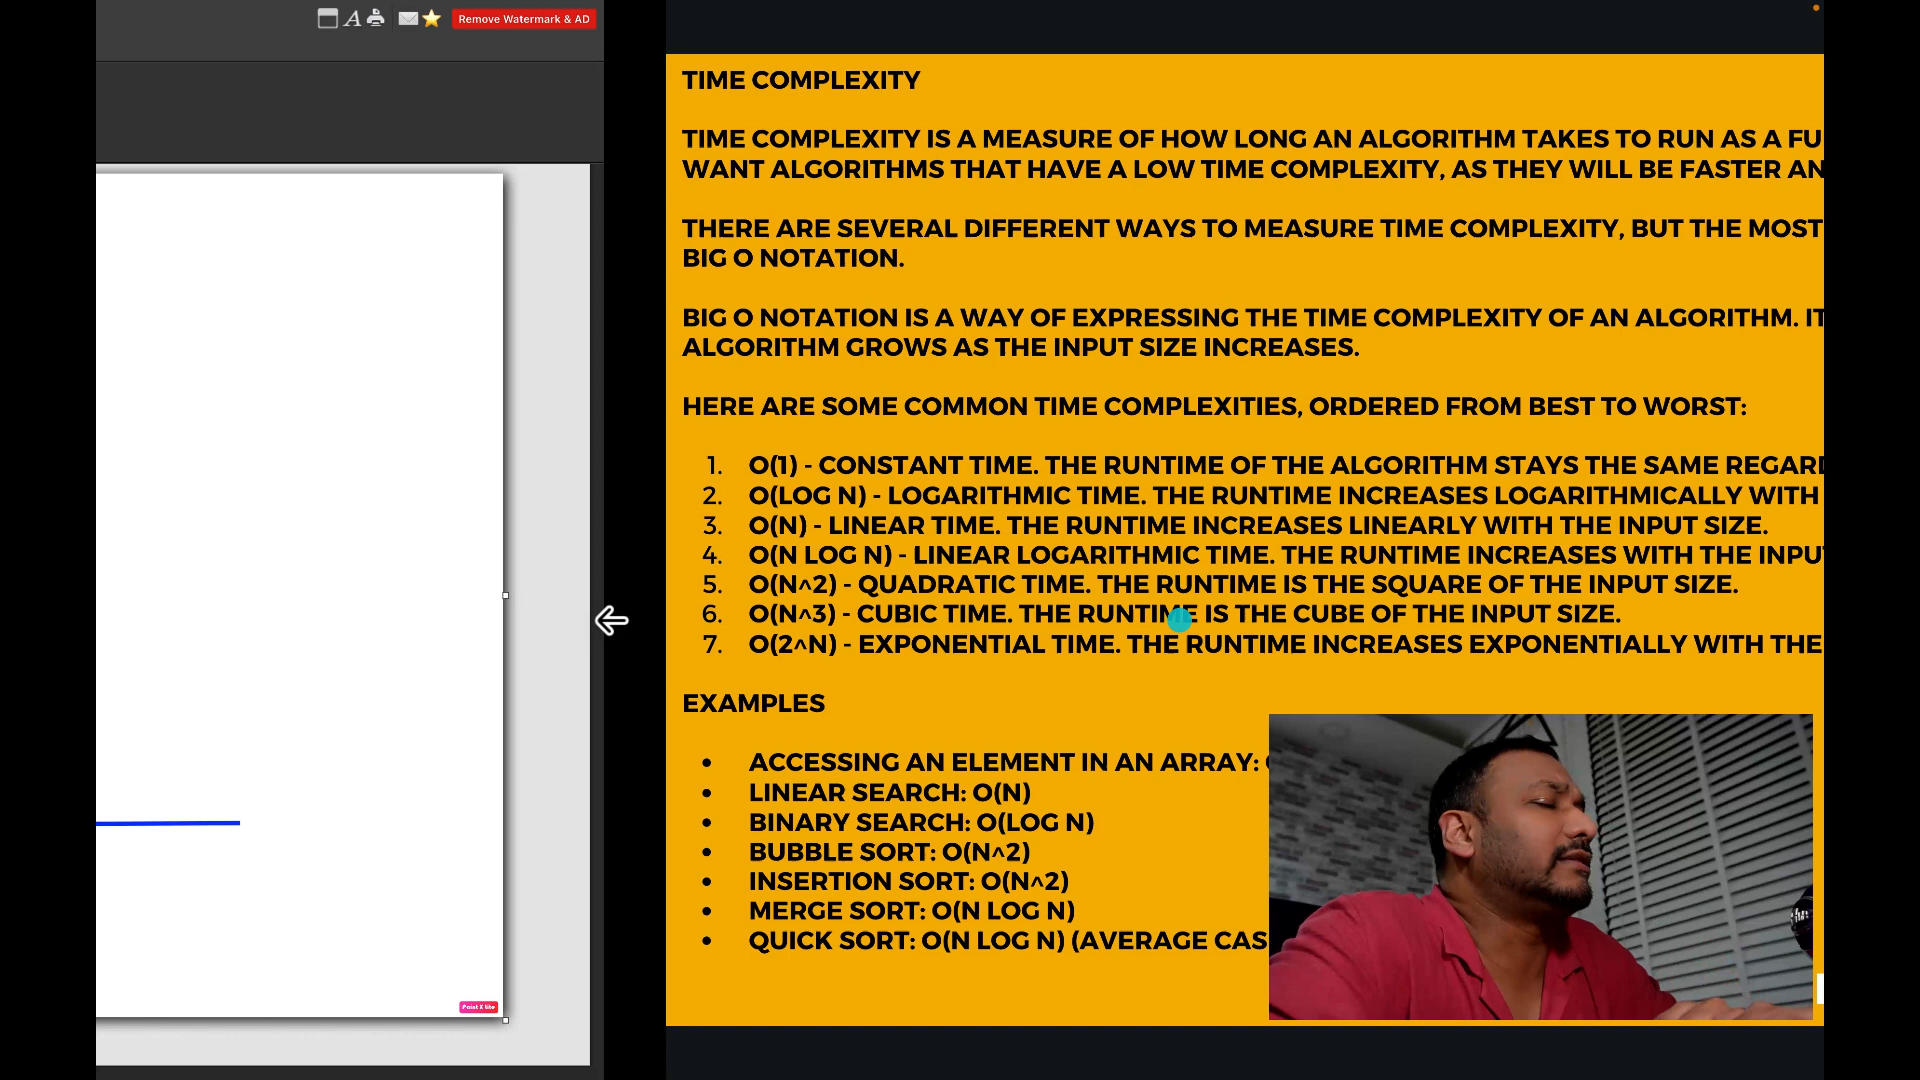 Remove Watermark & AD
TIME COMPLEXITY
TIME COMPLEXITY IS A MEASURE OF HOW LONG AN ALGORITHM TAKES TO RUN AS A FU
WANT ALGORITHMS THAT HAVE A LOW TIME COMPLEXITY, AS THEY WILL BE FASTER AN
THERE ARE SEVERAL DIFFERENT WAYS TO MEASURE TIME COMPLEXITY, BUT THE MOST
BIG O NOTATION.
BIG O NOTATION IS A WAY OF EXPRESSING THE TIME COMPLEXITY OF AN ALGORITHM. IT
ALGORITHM GROWS AS THE INPUT SIZE INCREASES.
HERE ARE SOME COMMON TIME COMPLEXITIES, ORDERED FROM BEST TO WORST:
1. O(1) - CONSTANT TIME. THE RUNTIME OF THE ALGORITHM STAYS THE SAME REGARD
2. O(LOG N) - LOGARITHMIC TIME. THE RUNTIME INCREASES LOGARITHMICALLY WITH
3. O(N) - LINEAR TIME. THE RUNTIME INCREASES LINEARLY WITH THE INPUT SIZE.
4. O(N LOG N) - LINEAR LOGARITHMIC TIME. THE RUNTIME INCREASES WITH THE INPU
5. O(N^2) - QUADRATIC TIME. THE RUNTIME IS THE SQUARE OF THE INPUT SIZE.
6. O(N^3) - CUBIC TIME. THE RUNTIME IS THE CUBE OF THE INPUT SIZE.
7. O(2^N) - EXPONENTIAL TIME. THE RUNTIME INCREASES EXPONENTIALLY WITH THE
EXAMPLES
• ACCESSING AN ELEMENT IN AN ARRAY:
• LINEAR SEARCH: O(N)
• BINARY SEARCH: O(LOG N)
• BUBBLE SORT: O(N^2)
• INSERTION SORT: O(N^2)
• MERGE SORT: O(N LOG N)
• QUICK SORT: O(N LOG N) (AVERAGE CAS
Paint X lite